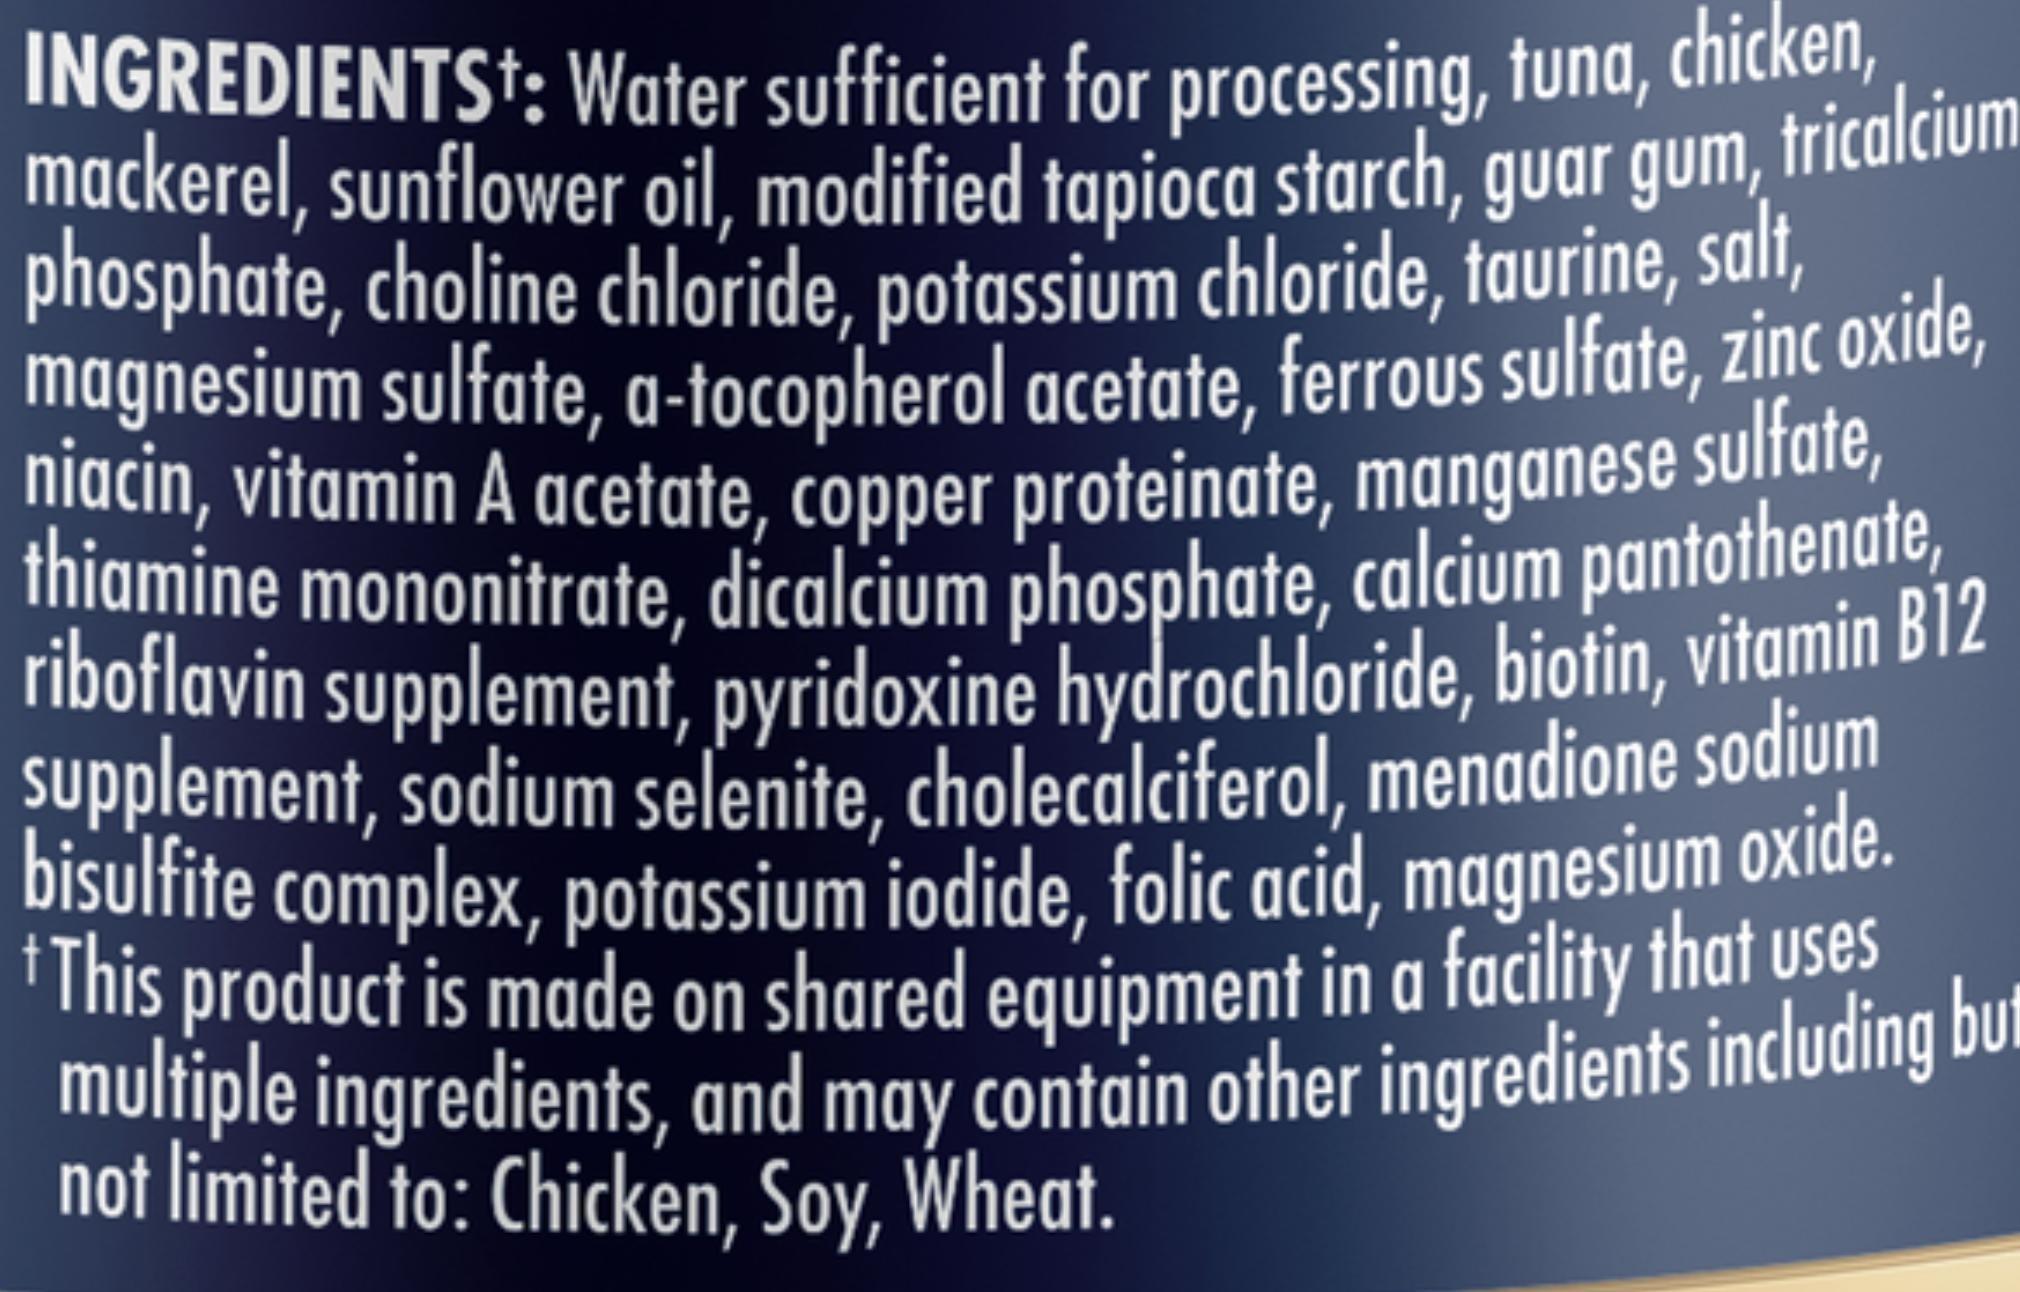 INGREDIENTS†: Water sufficient for processing, tuna, chicken,
mackerel, sunflower oil, modified tapioca starch, guar gum, tricalcium
phosphate, choline chloride, potassium chloride, taurine, salt,
magnesium sulfate, a-tocopherol acetate, ferrous sulfate, zinc oxide,
niacin, vitamin A acetate, copper proteinate, manganese sulfate,
thiamine mononitrate, dicalcium phosphate, calcium pantothenate,
riboflavin supplement, pyridoxine hydrochloride, biotin, vitamin B12
supplement, sodium selenite, cholecalciferol, menadione sodium
bisulfite complex, potassium iodide, folic acid, magnesium oxide.
† This product is made on shared equipment in a facility that uses
multiple ingredients, and may contain other ingredients including but
not limited to: Chicken, Soy, Wheat.